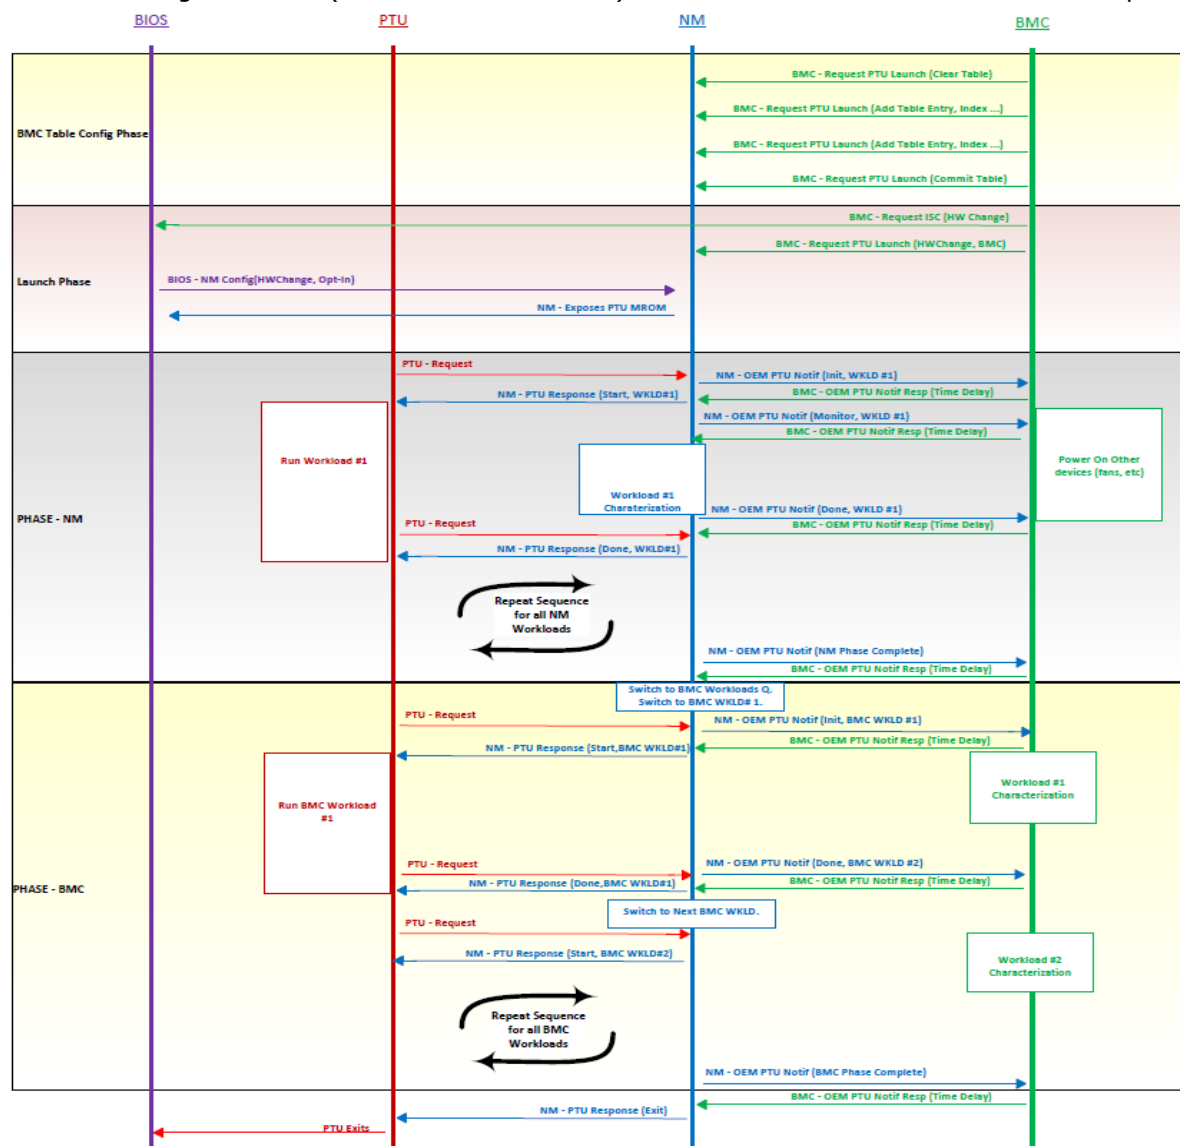 BIOS PTU NM BMC
BMC - Request PTU Launch (Clear Table)
BMC - Request PTU Launch (Add Table Entry, Index ...)
BMC Table Config Phase
BMC - Request PTU Launch (Add Table Entry, Index ...)
BMC - Request PTU Launch (Commit Table)
BMC - Request ISC (HW Change)
BMC - Request PTU Launch (HWChange, BMC)
Launch Phase
BIOS - NM Config(HWChange, Opt-In)
NM - Exposes PTU MROM
PTU - Request
NM - OEM PTU Notif (Init, WKLD #1)
NM - PTU Response (Start, WKLD#1)
BMC - OEM PTU Notif Resp (Time Delay)
NM - OEM PTU Notif (Monitor, WKLD #1)
BMC - OEM PTU Notif Resp (Time Delay)
Run Workload #1
Power On Other
devices (fans, etc)
Workload #1
Charaterization
NM - OEM PTU Notif (Done, WKLD #1)
PHASE - NM
PTU - Request
BMC - OEM PTU Notif Resp (Time Delay)
NM - PTU Response (Done, WKLD#1)
Repeat Sequence
for all NM
Workloads
NM - OEM PTU Notif (NM Phase Complete)
BMC - OEM PTU Notif Resp (Time Delay)
Switch to BMC Workloads Q.
Switch to BMC WKLD# 1.
PTU - Request
NM - OEM PTU Notif (Init, BMC WKLD #1)
NM - PTU Response (Start,BMC WKLD#1)
BMC - OEM PTU Notif Resp (Time Delay)
Workload #1
Characterization
Run BMC Workload
#1
PTU - Request
NM - OEM PTU Notif (Done, BMC WKLD #2)
NM - PTU Response (Done,BMC WKLD#1)
BMC - OEM PTU Notif Resp (Time Delay)
PHASE - BMC
Switch to Next BMC WKLD.
PTU - Request
NM - PTU Response (Start, BMC WKLD#2)
Workload #2
Characterization
Repeat Sequence
for all BMC
Workloads
NM - OEM PTU Notif (BMC Phase Complete)
BMC - OEM PTU Notif Resp (Time Delay)
NM - PTU Response (Exit)
PTU Exits